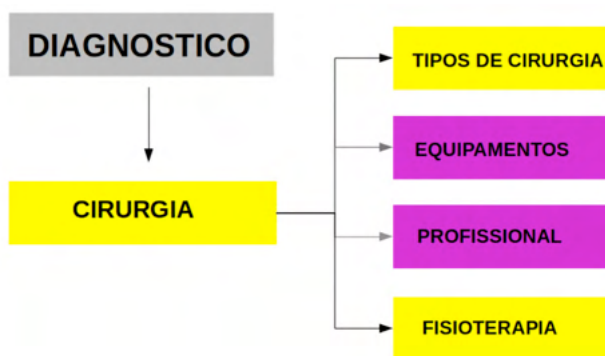 DIAGNOSTICO
TIPOS DE CIRURGIA
EQUIPAMENTOS
CIRURGIA
PROFISSIONAL
FISIOTERAPIA